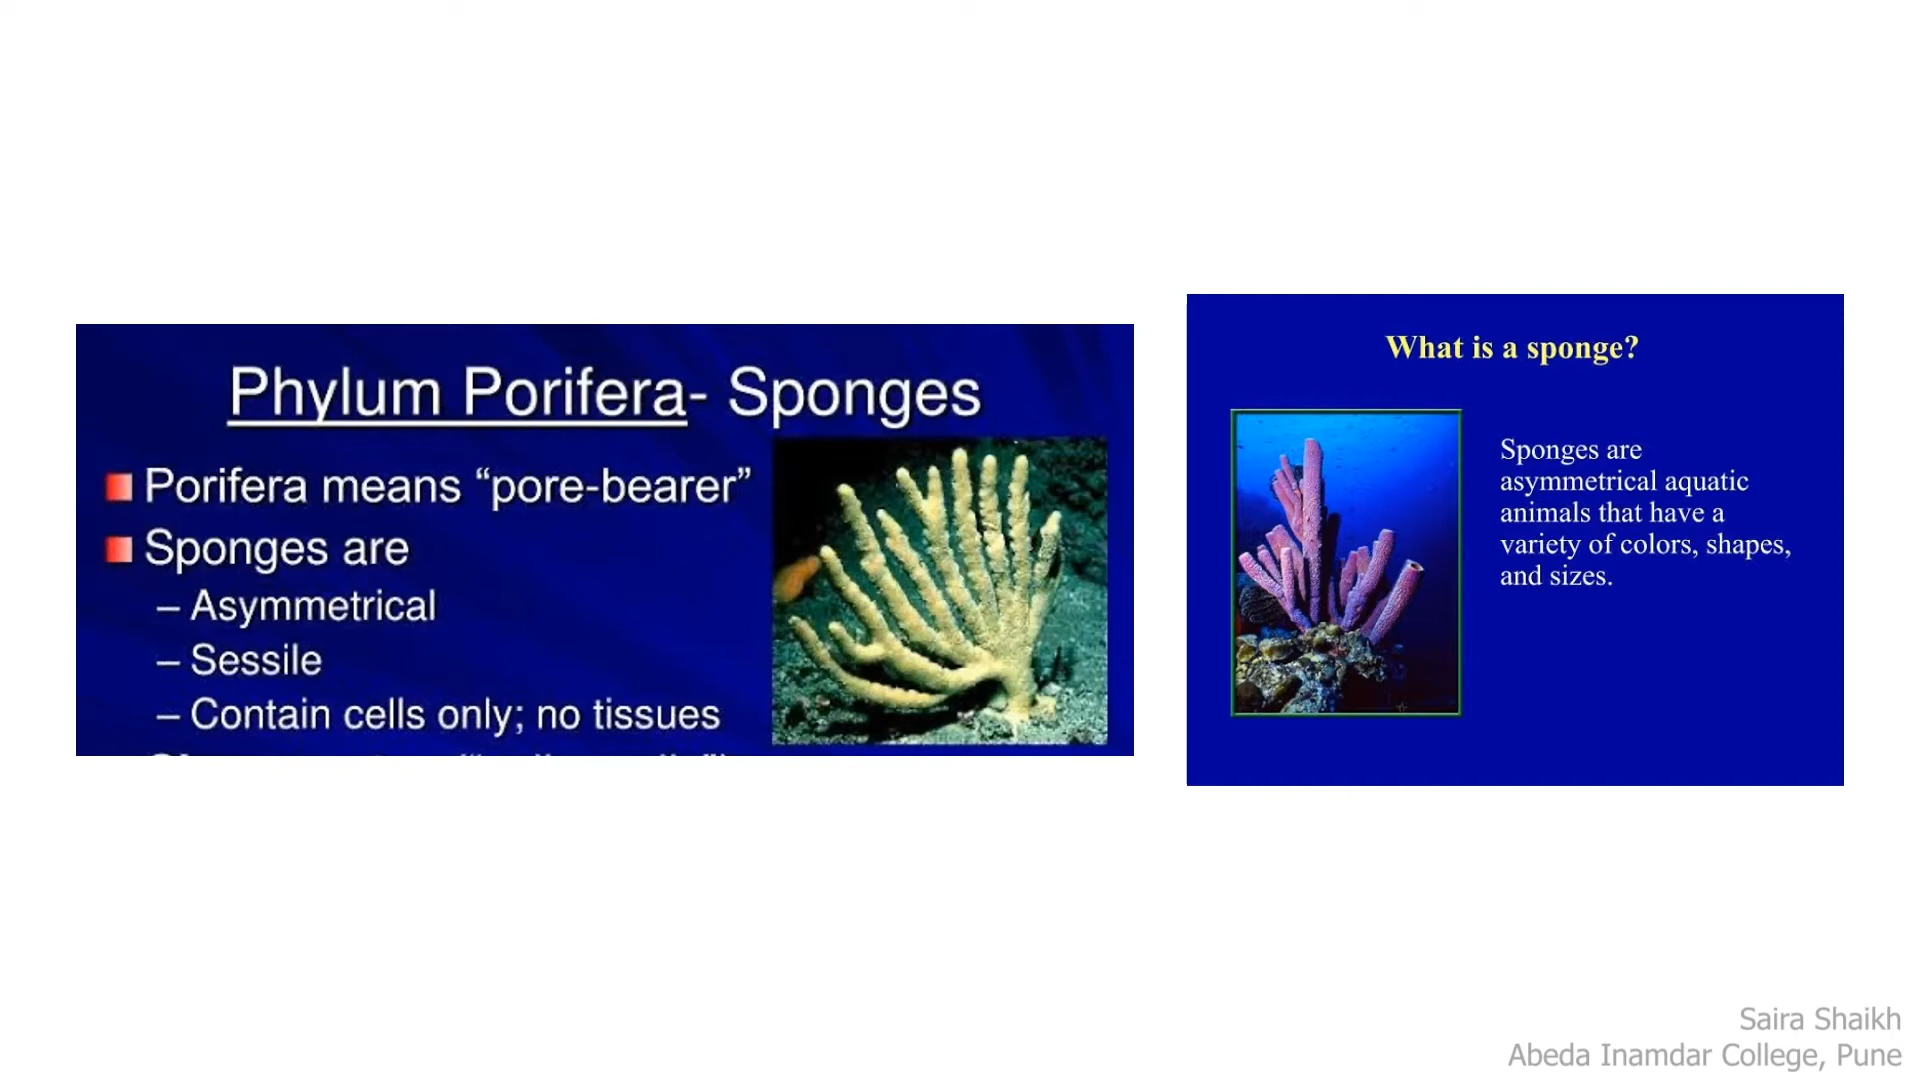 Phylum Porifera- Sponges
Porifera means “pore-bearer”
Sponges are
– Asymmetrical
– Sessile
– Contain cells only; no tissues
What is a sponge?
Sponges are
asymmetrical aquatic
animals that have a
variety of colors, shapes,
and sizes.
Saira Shaikh
Abeda Inamdar College, Pune